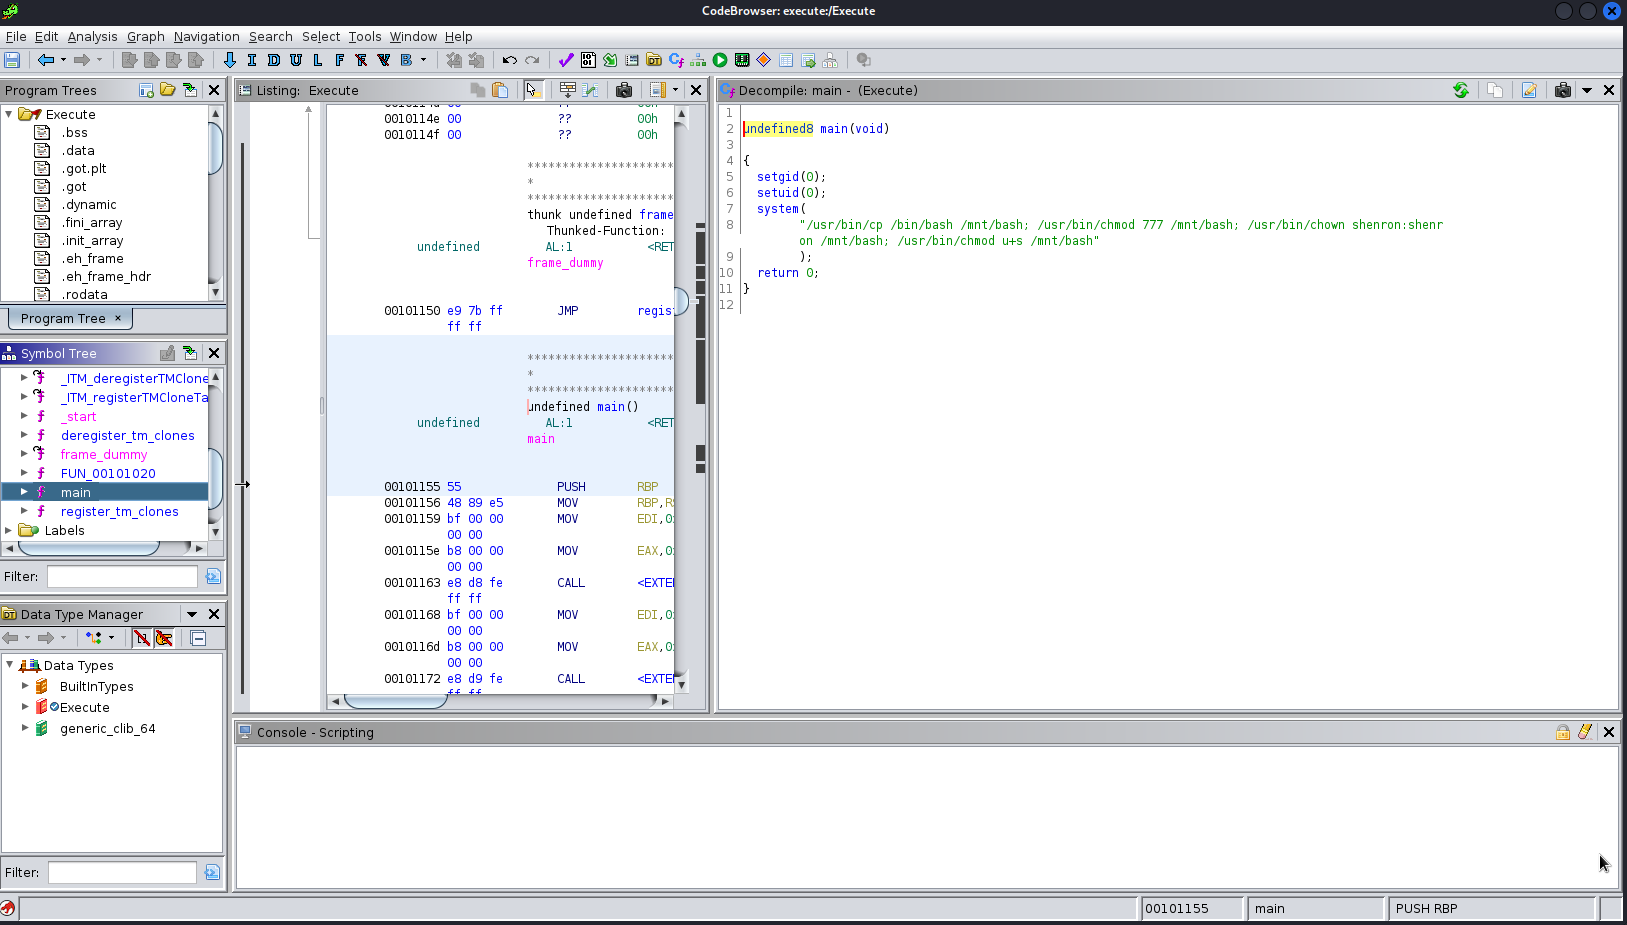 CodeBrowser: execute:/Execute
File Edit Analysis Graph Navigation Search Select Tools Window Help
I D U L F B
Program Trees
Execute
.bss
.data
.got.plt
.got
.dynamic
.fini_array
.init_array
.eh_frame
.eh_frame_hdr
.rodata
Program Tree ×
Symbol Tree
_ITM_deregisterTMClone
_ITM_registerTMCloneTa
_start
deregister_tm_clones
frame_dummy
FUN_00101020
main
register_tm_clones
Labels
Filter:
Data Type Manager
Data Types
BuiltInTypes
Execute
generic_clib_64
Filter:
Listing: Execute
0010114e 00 ?? 00h
0010114f 00 ?? 00h
*********************
*
*********************
thunk undefined frame
Thunked-Function:
undefined AL:1 <RET
frame_dummy
00101150 e9 7b ff JMP regis
ff ff
*********************
*
*********************
undefined main()
undefined AL:1 <RET
main
00101155 55 PUSH RBP
00101156 48 89 e5 MOV RBP,R
00101159 bf 00 00 MOV EDI,0
00 00
0010115e b8 00 00 MOV EAX,0
00 00
00101163 e8 d8 fe CALL <EXTE
ff ff
00101168 bf 00 00 MOV EDI,0
00 00
0010116d b8 00 00 MOV EAX,0
00 00
00101172 e8 d9 fe CALL <EXTE
ff ff
Decompile: main - (Execute)
1
2 undefined8 main(void)
3
4 {
5 setgid(0);
6 setuid(0);
7 system(
8 "/usr/bin/cp /bin/bash /mnt/bash; /usr/bin/chmod 777 /mnt/bash; /usr/bin/chown shenron:shenr
on /mnt/bash; /usr/bin/chmod u+s /mnt/bash"
9 );
10 return 0;
11 }
12
Console - Scripting
00101155 main PUSH RBP